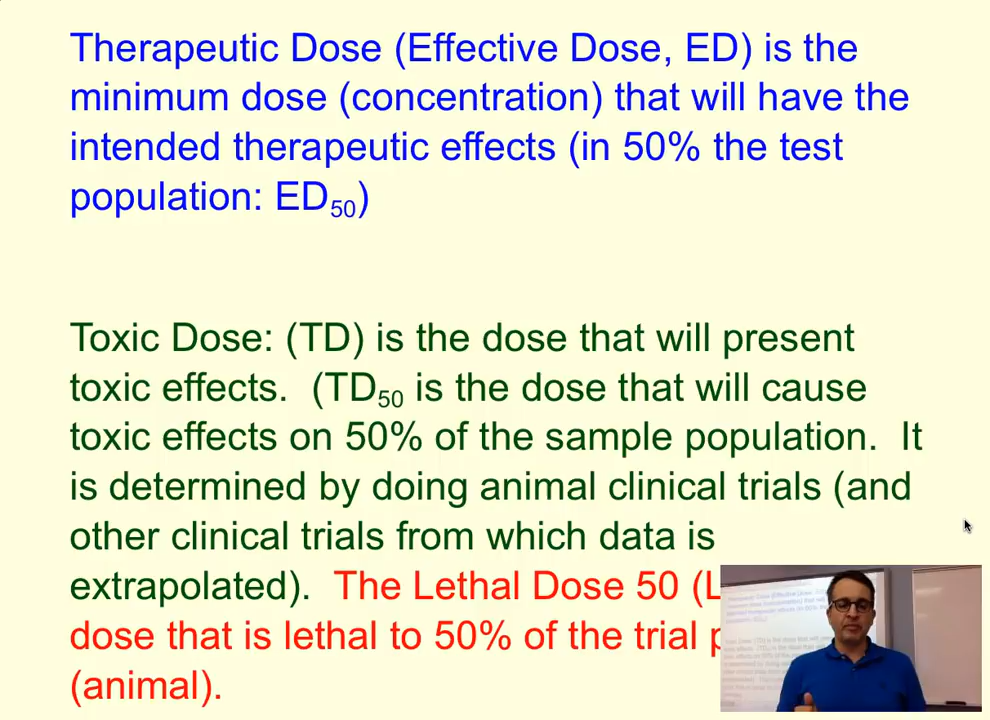 Therapeutic Dose (Effective Dose, ED) is the
minimum dose (concentration) that will have the
intended therapeutic effects (in 50% the test
population: ED50)
Toxic Dose: (TD) is the dose that will present
toxic effects. (TD50 is the dose that will cause
toxic effects on 50% of the sample population. It
is determined by doing animal clinical trials (and
other clinical trials from which data is
extrapolated). The Lethal Dose 50 (L
dose that is lethal to 50% of the trial p
(animal).